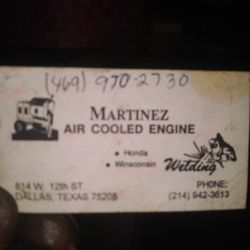 (469) 970-2730
MARTINEZ
AIR COOLED ENGINE
• Honda
• Winsconsin
Welding
814 W. 12th ST.
DALLAS, TEXAS 75208
PHONE:
(214) 942-3613